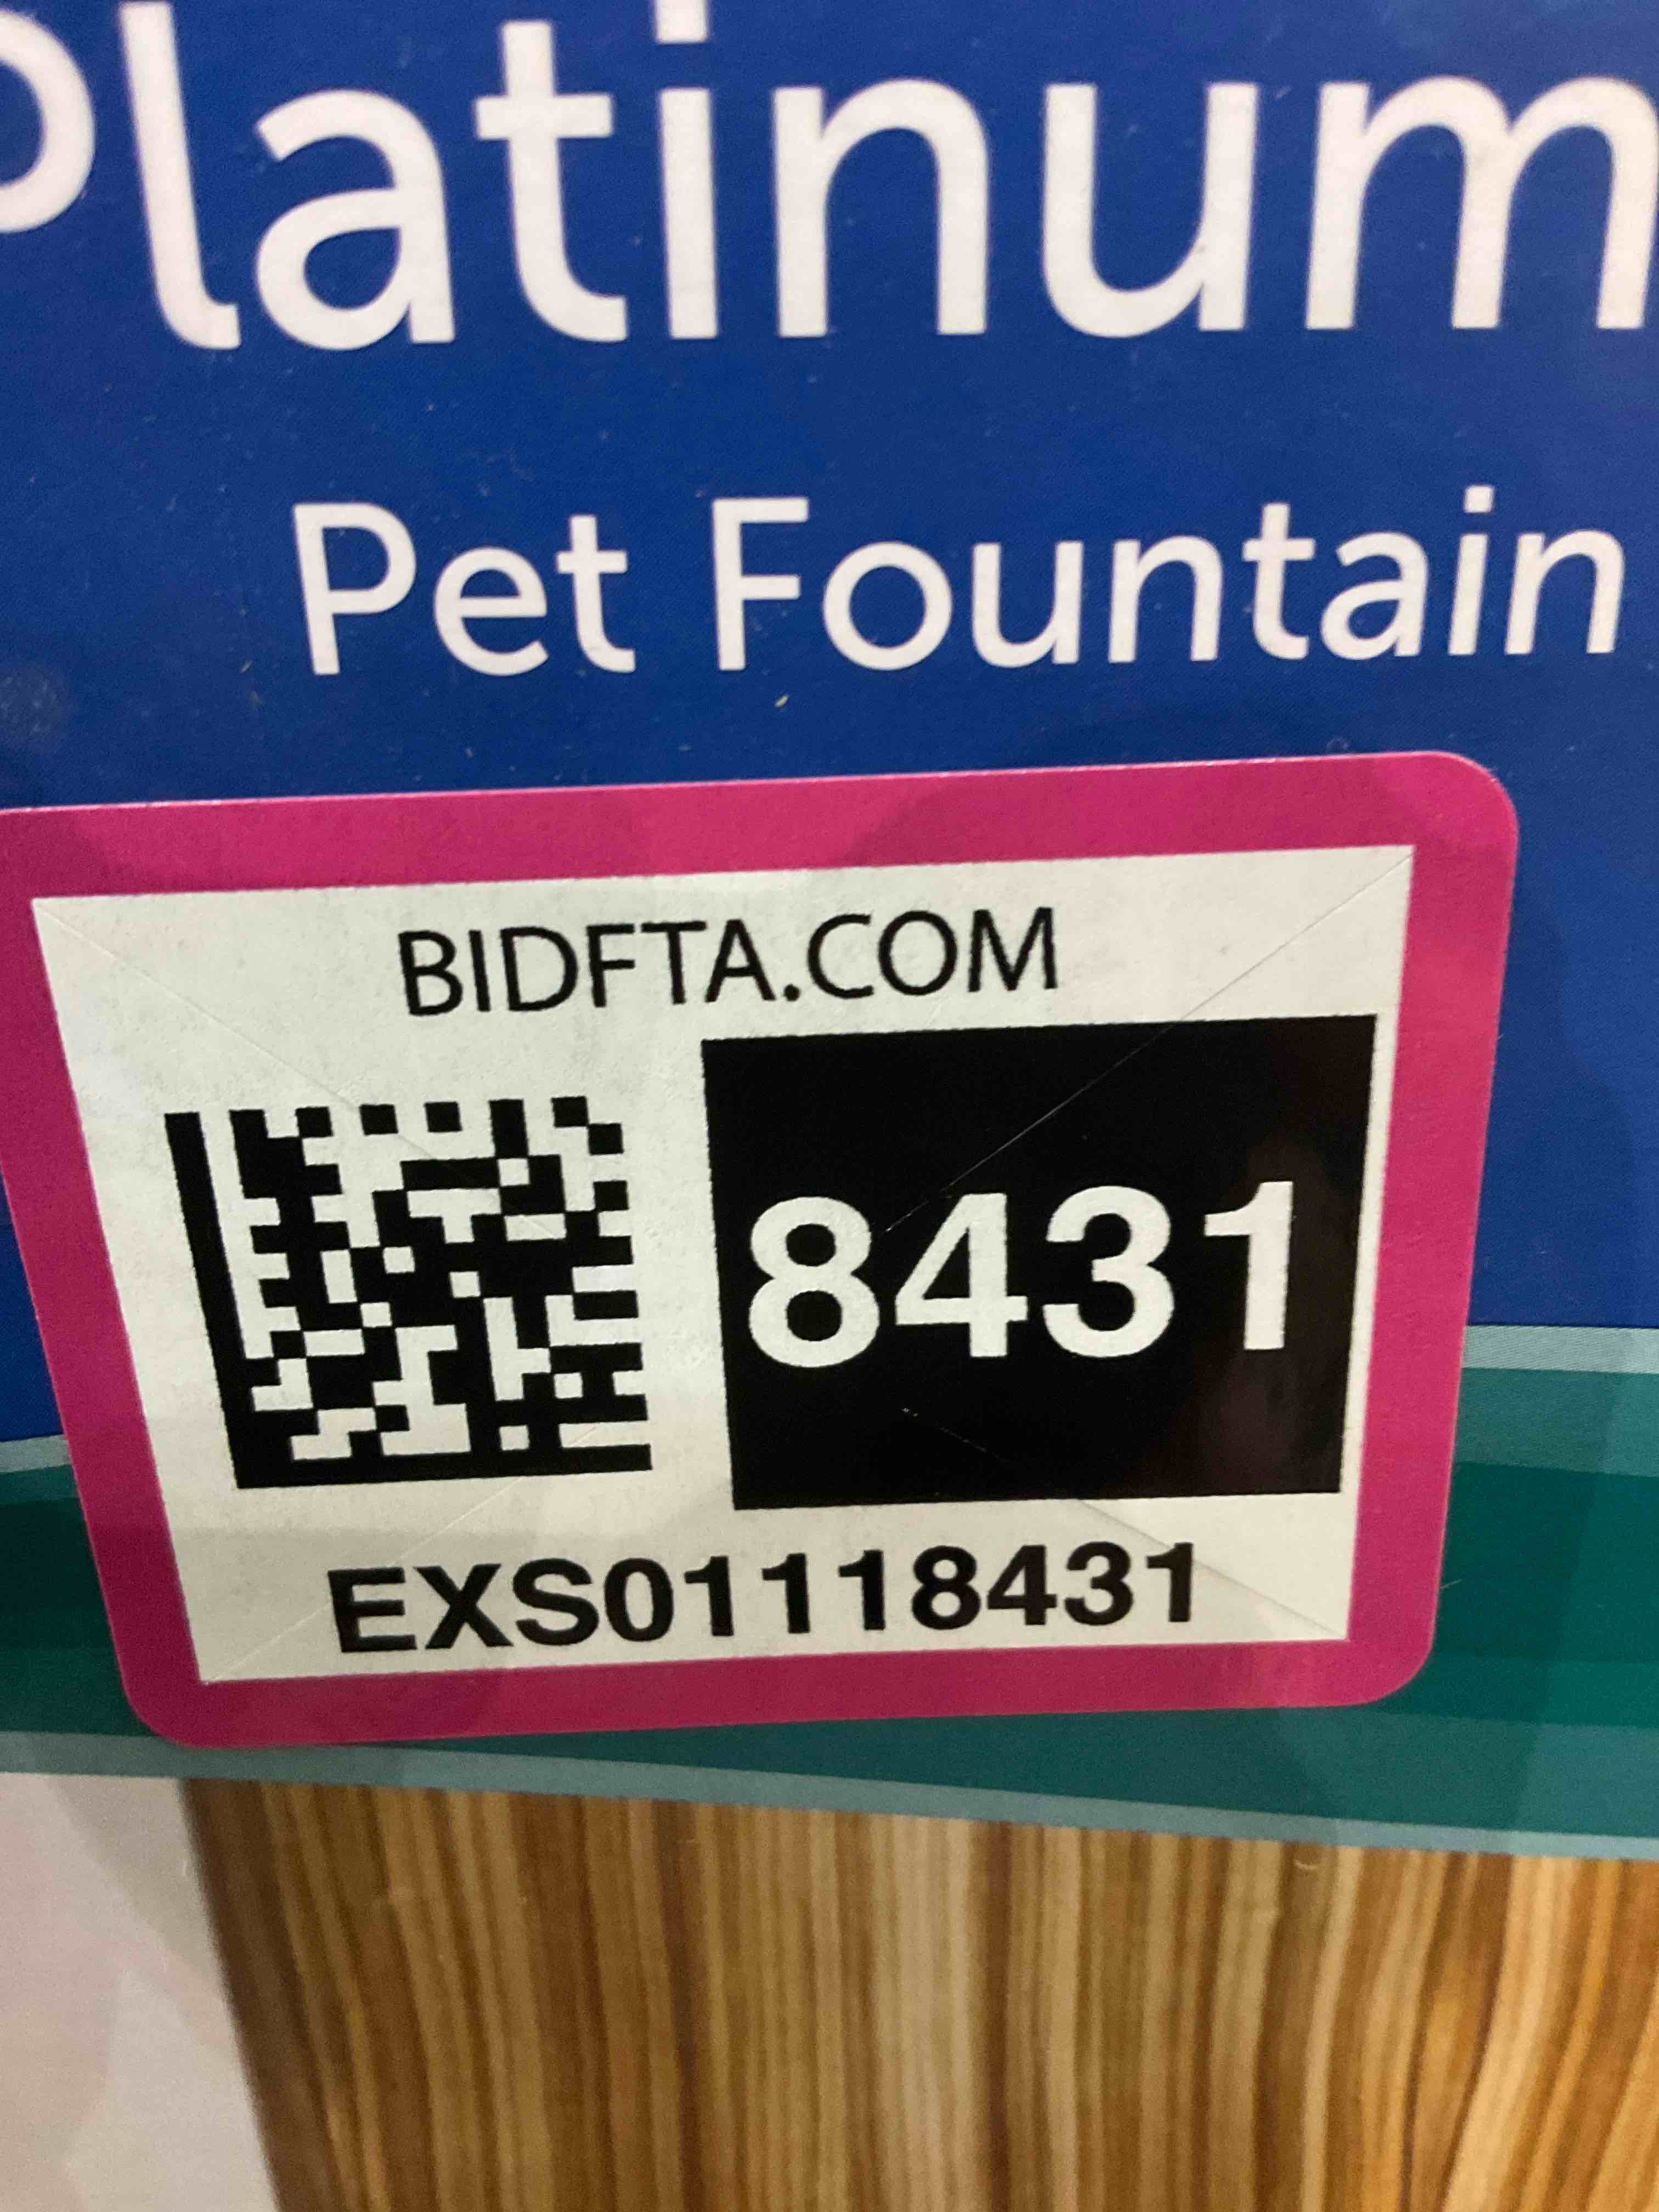 Platinum
Pet Fountain
BIDFTA.COM
8431
EXS01118431